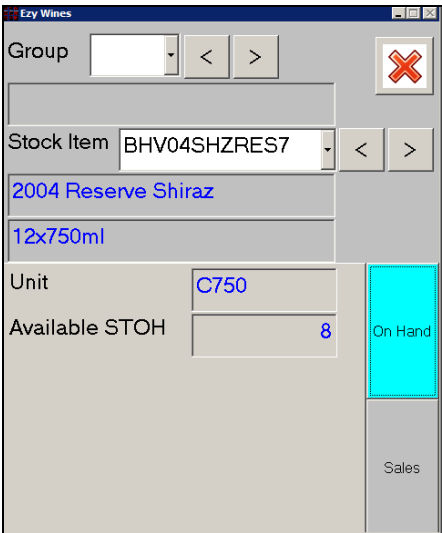 Ezy Wines
Group < >
Stock Item BHV04SHZRES7 < >
2004 Reserve Shiraz
12x750ml
Unit C750
Available STOH 8
On Hand
Sales